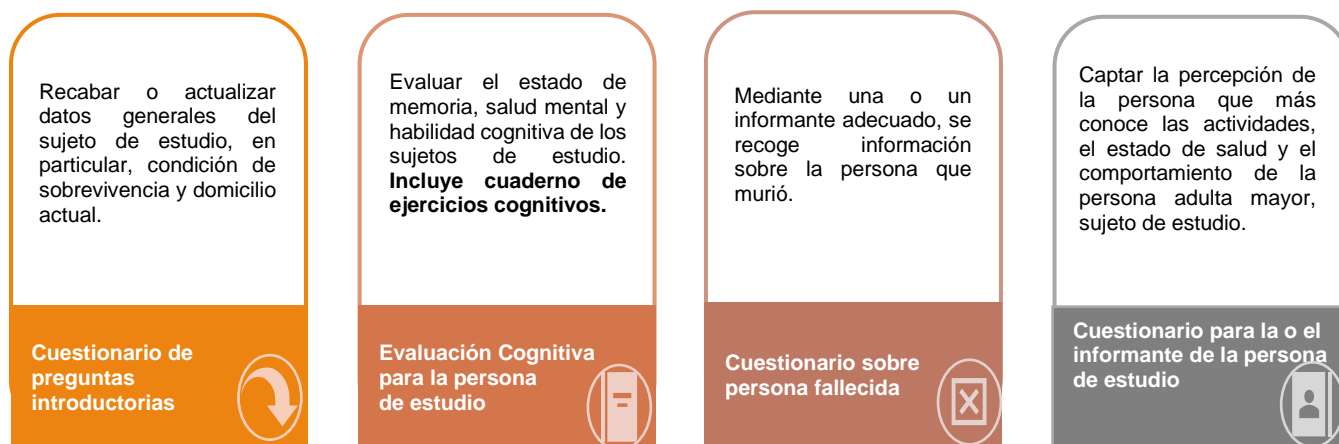 Recabar o actualizar
datos generales del
sujeto de estudio, en
particular, condición de
sobrevivencia y domicilio
actual.
Cuestionario de
preguntas
introductorias
Evaluar el estado de
memoria, salud mental y
habilidad cognitiva de los
sujetos de estudio.
Incluye cuaderno de
ejercicios cognitivos.
Evaluación Cognitiva
para la persona
de estudio
Mediante una o un
informante adecuado, se
recoge información
sobre la persona que
murió.
Cuestionario sobre
persona fallecida
Captar la percepción de
la persona que más
conoce las actividades,
el estado de salud y el
comportamiento de la
persona adulta mayor,
sujeto de estudio.
Cuestionario para la o el
informante de la persona
de estudio